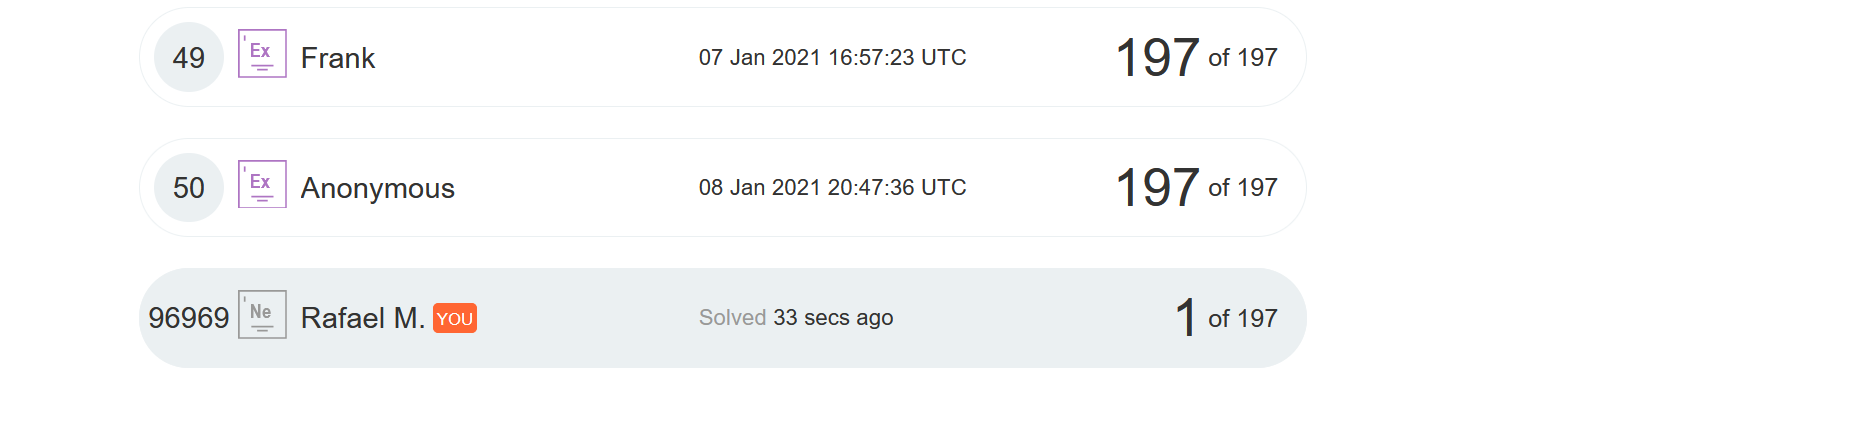 49 Ex Frank 07 Jan 2021 16:57:23 UTC 197 of 197
50 Ex Anonymous 08 Jan 2021 20:47:36 UTC 197 of 197
96969 Ne Rafael M. YOU Solved 33 secs ago 1 of 197